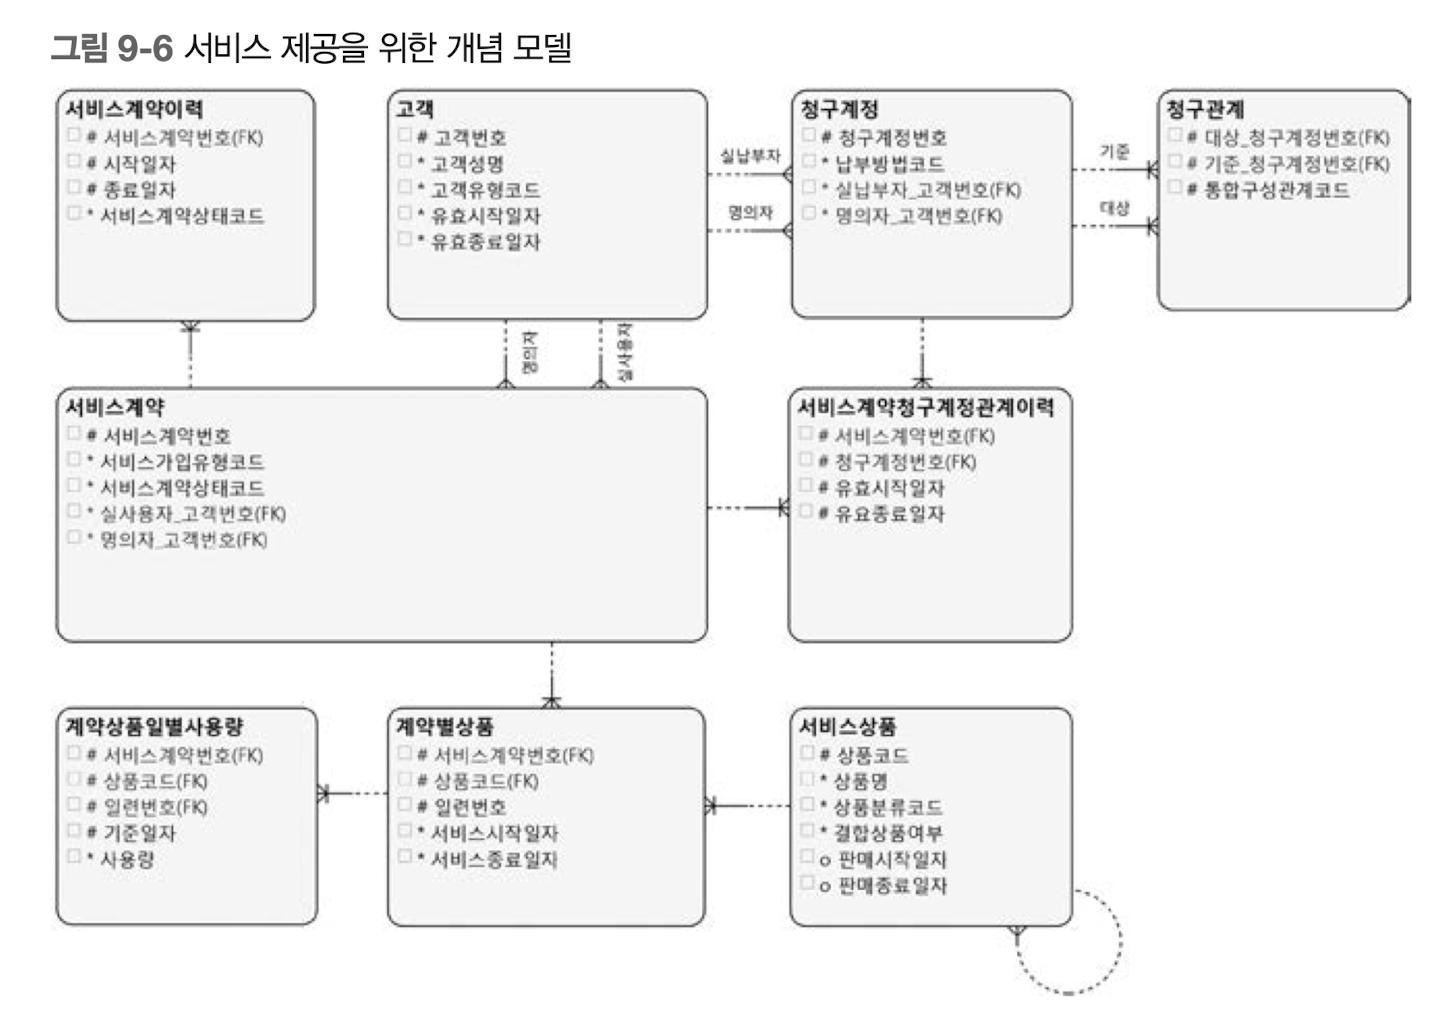 그림 9-6 서비스 제공을 위한 개념 모델
서비스계약이력
# 서비스계약번호(FK)
# 시작일자
# 종료일자
* 서비스계약상태코드
고객
# 고객번호
* 고객성명
* 고객유형코드
* 유효시작일자
* 유효종료일자
실납부자
명의자
청구계정
# 청구계정번호
* 납부방법코드
* 실납부자_고객번호(FK)
* 명의자_고객번호(FK)
기준
대상
청구관계
# 대상_청구계정번호(FK)
# 기준_청구계정번호(FK)
# 통합구성관계코드
명의자
실사용자
서비스계약
# 서비스계약번호
* 서비스가입유형코드
* 서비스계약상태코드
* 실사용자_고객번호(FK)
* 명의자_고객번호(FK)
서비스계약청구계정관계이력
# 서비스계약번호(FK)
# 청구계정번호(FK)
# 유효시작일자
# 유요종료일자
계약상품일별사용량
# 서비스계약번호(FK)
# 상품코드(FK)
# 일련번호(FK)
# 기준일자
* 사용량
계약별상품
# 서비스계약번호(FK)
# 상품코드(FK)
# 일련번호
* 서비스시작일자
* 서비스종료일자
서비스상품
# 상품코드
* 상품명
* 상품분류코드
* 결합상품여부
o 판매시작일자
o 판매종료일자